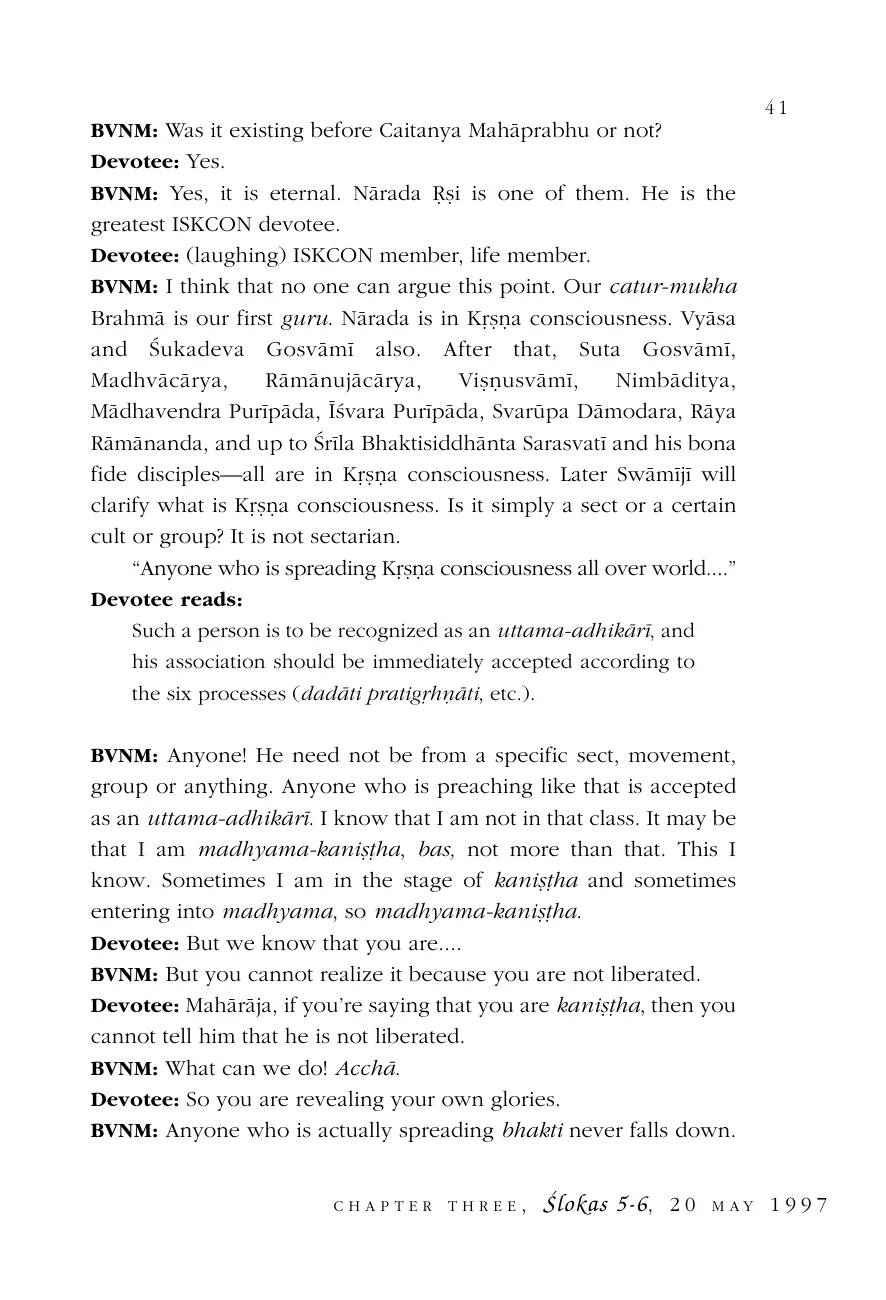 41
BVNM: Was it existing before Caitanya Mahāprabhu or not?
Devotee: Yes.
BVNM: Yes, it is eternal. Nārada Ṛṣi is one of them. He is the
greatest ISKCON devotee.
Devotee: (laughing) ISKCON member, life member.
BVNM: I think that no one can argue this point. Our catur-mukha
Brahmā is our first guru. Nārada is in Kṛṣṇa consciousness. Vyāsa
and Śukadeva Gosvāmī also. After that, Suta Gosvāmī,
Madhvācārya, Rāmānujācārya, Viṣṇusvāmī, Nimbāditya,
Mādhavendra Purīpāda, Īśvara Purīpāda, Svarūpa Dāmodara, Rāya
Rāmānanda, and up to Śrīla Bhaktisiddhānta Sarasvatī and his bona
fide disciples—all are in Kṛṣṇa consciousness. Later Swāmījī will
clarify what is Kṛṣṇa consciousness. Is it simply a sect or a certain
cult or group? It is not sectarian.
“Anyone who is spreading Kṛṣṇa consciousness all over world....”
Devotee reads:
Such a person is to be recognized as an uttama-adhikārī, and
his association should be immediately accepted according to
the six processes (dadāti pratigṛhṇāti, etc.).
BVNM: Anyone! He need not be from a specific sect, movement,
group or anything. Anyone who is preaching like that is accepted
as an uttama-adhikārī. I know that I am not in that class. It may be
that I am madhyama-kaniṣṭha, bas, not more than that. This I
know. Sometimes I am in the stage of kaniṣṭha and sometimes
entering into madhyama, so madhyama-kaniṣṭha.
Devotee: But we know that you are....
BVNM: But you cannot realize it because you are not liberated.
Devotee: Mahārāja, if you’re saying that you are kaniṣṭha, then you
cannot tell him that he is not liberated.
BVNM: What can we do! Acchā.
Devotee: So you are revealing your own glories.
BVNM: Anyone who is actually spreading bhakti never falls down.
CHAPTER THREE, Ślokas 5-6, 20 MAY 1997